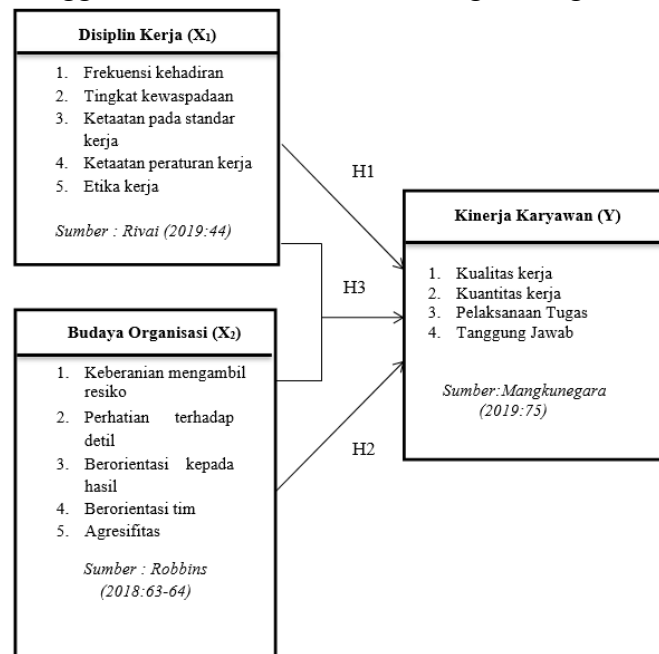 Disiplin Kerja (X₁)
1. Frekuensi kehadiran
2. Tingkat kewaspadaan
3. Ketaatan pada standar
kerja
4. Ketaatan peraturan kerja
5. Etika kerja
Sumber : Rivai (2019:44)
H1
Kinerja Karyawan (Y)
1. Kualitas kerja
2. Kuantitas kerja
3. Pelaksanaan Tugas
4. Tanggung Jawab
Sumber:Mangkunegara
(2019:75)
H3
Budaya Organisasi (X₂)
1. Keberanian mengambil
resiko
2. Perhatian terhadap
detil
3. Berorientasi kepada
hasil
4. Berorientasi tim
5. Agresifitas
Sumber : Robbins
(2018:63-64)
H2